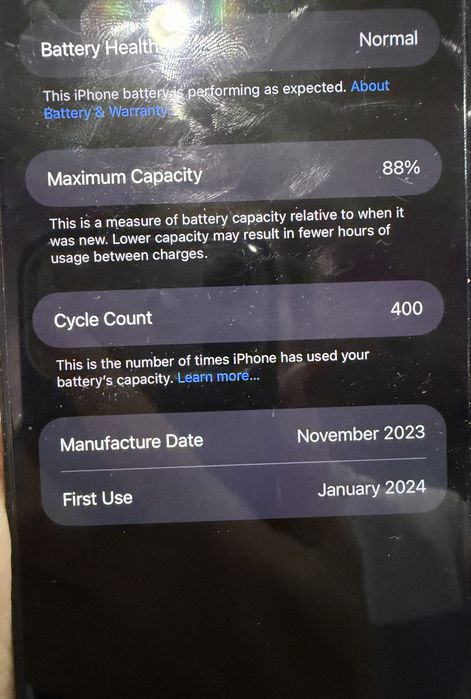 Battery Health Normal
This iPhone battery is performing as expected. About
Battery & Warranty...
Maximum Capacity 88%
This is a measure of battery capacity relative to when it
was new. Lower capacity may result in fewer hours of
usage between charges.
Cycle Count 400
This is the number of times iPhone has used your
battery's capacity. Learn more...
Manufacture Date November 2023
First Use January 2024